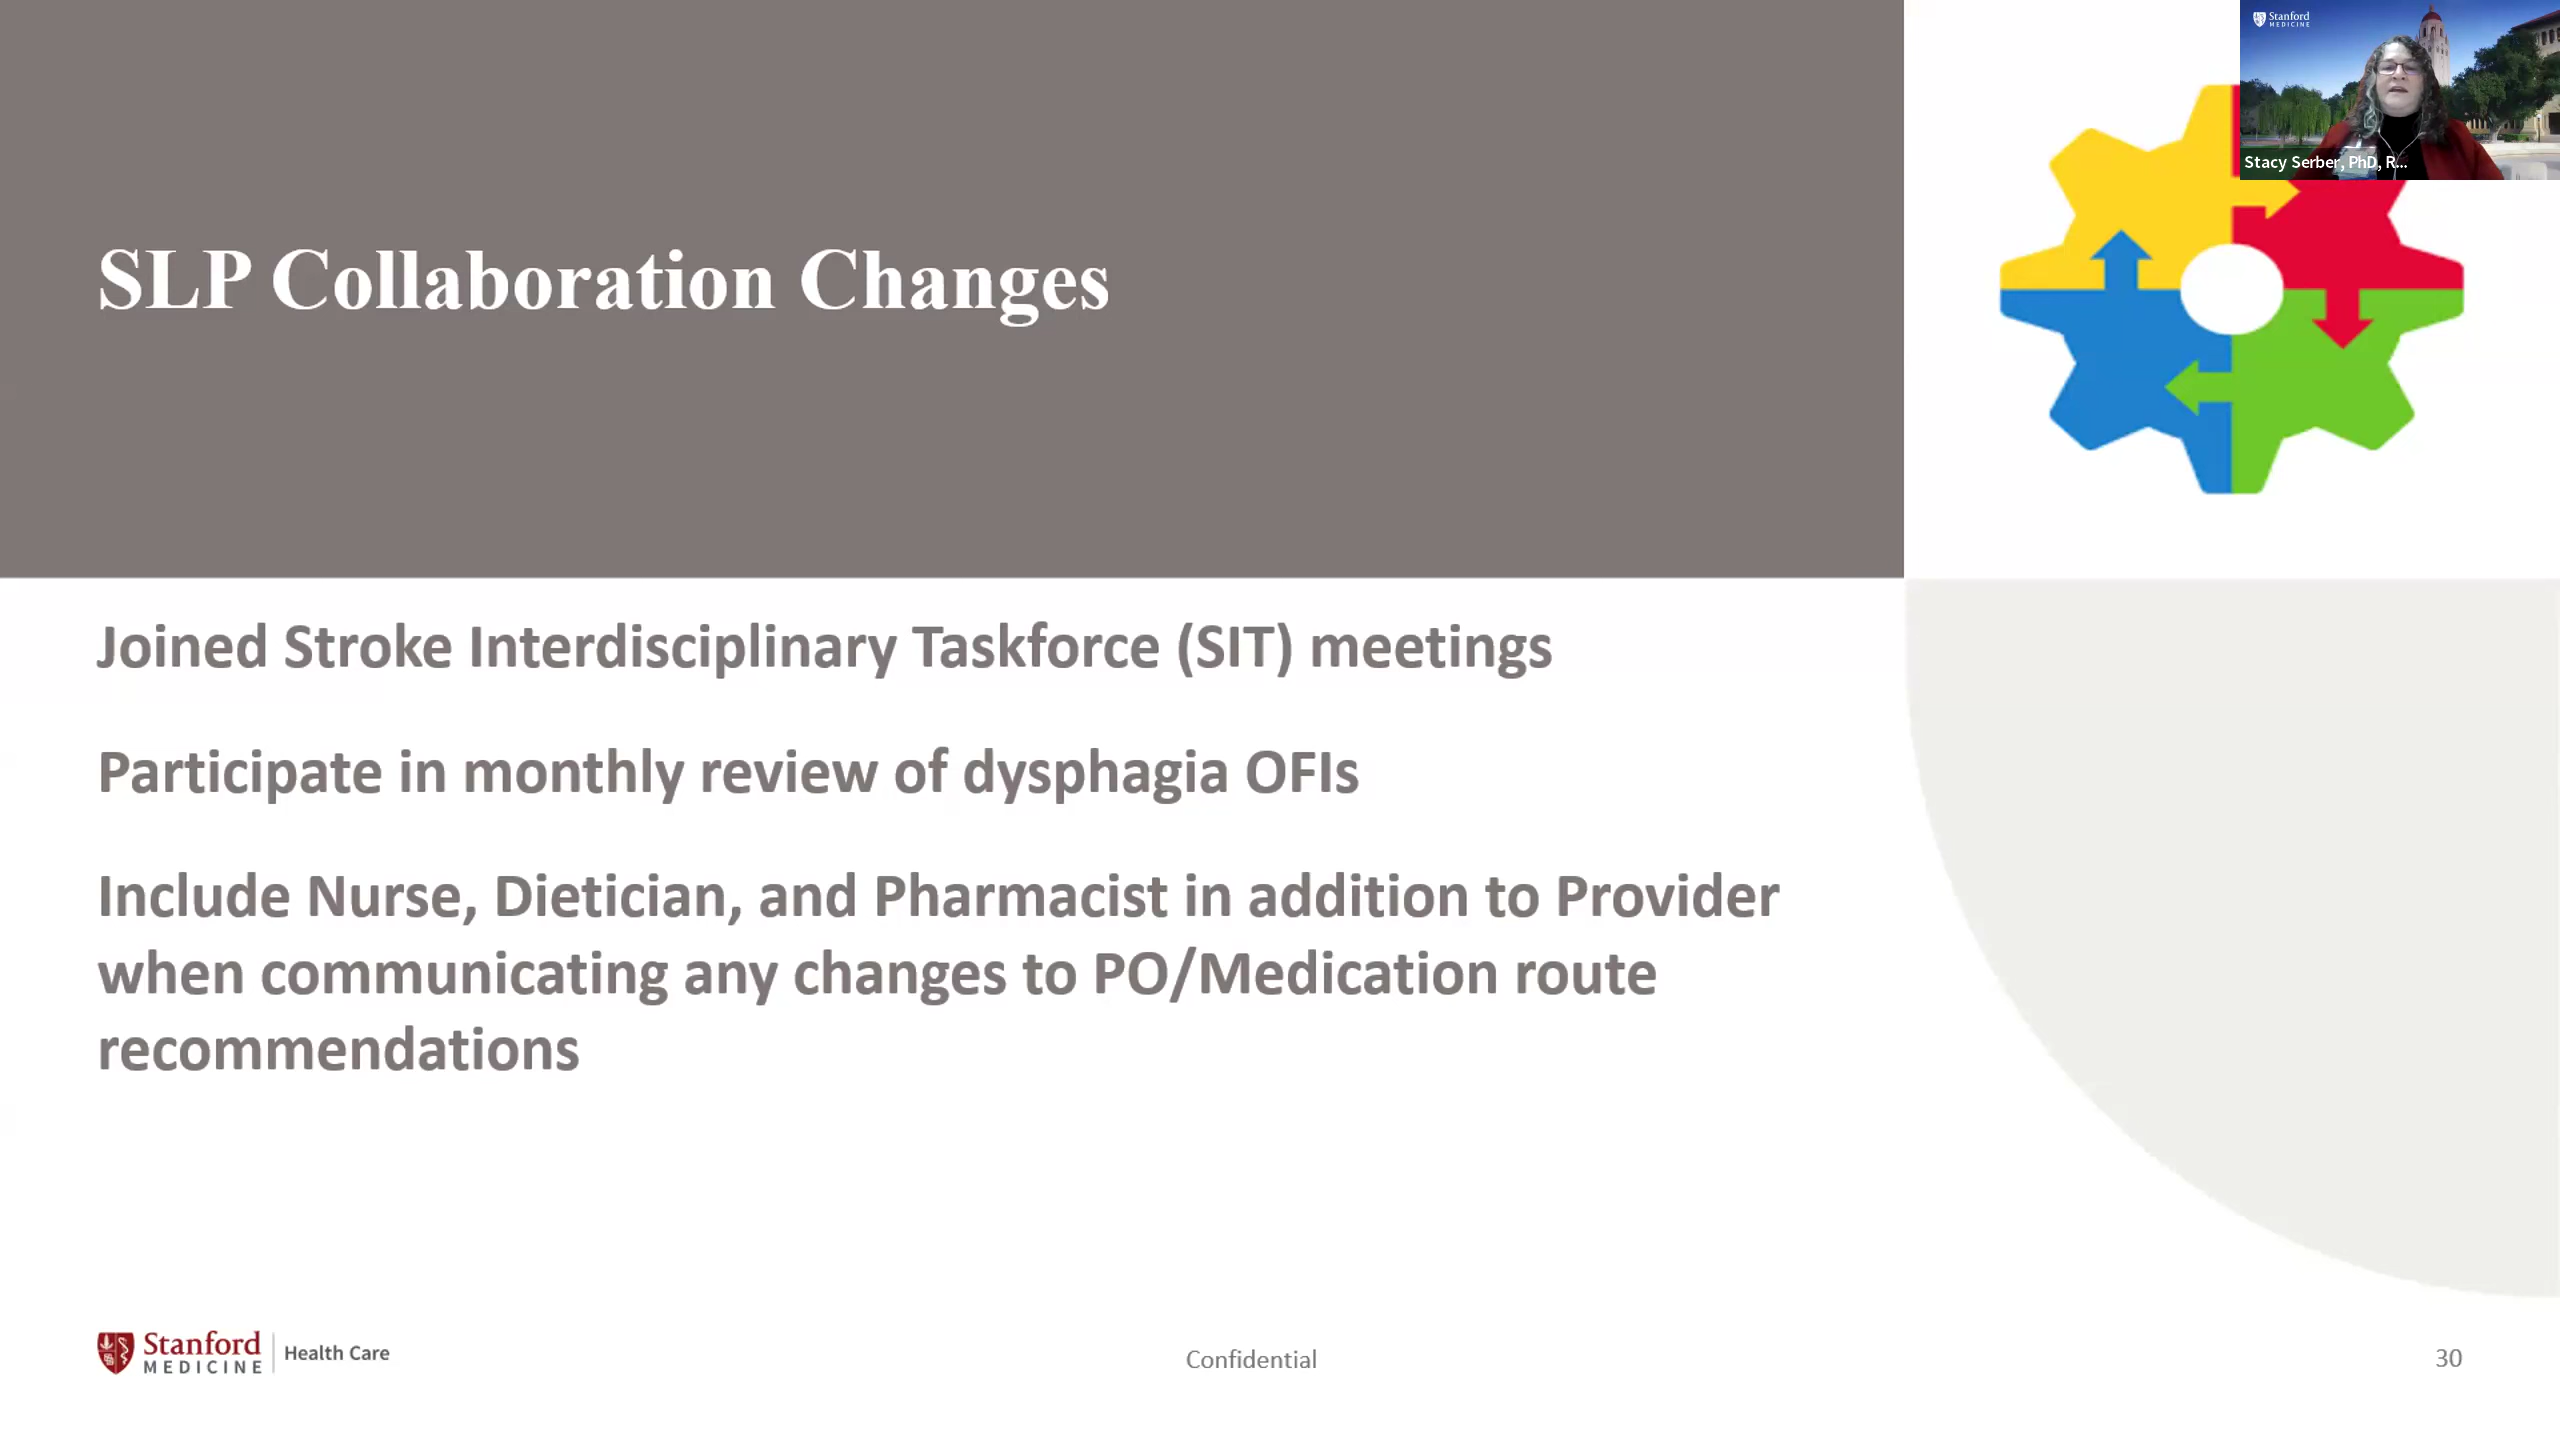 Stanford
MEDICINE
Stacy Serber, PhD, R...
SLP Collaboration Changes
Joined Stroke Interdisciplinary Taskforce (SIT) meetings
Participate in monthly review of dysphagia OFIs
Include Nurse, Dietician, and Pharmacist in addition to Provider
when communicating any changes to PO/Medication route
recommendations
Stanford
MEDICINE
Health Care
Confidential
30